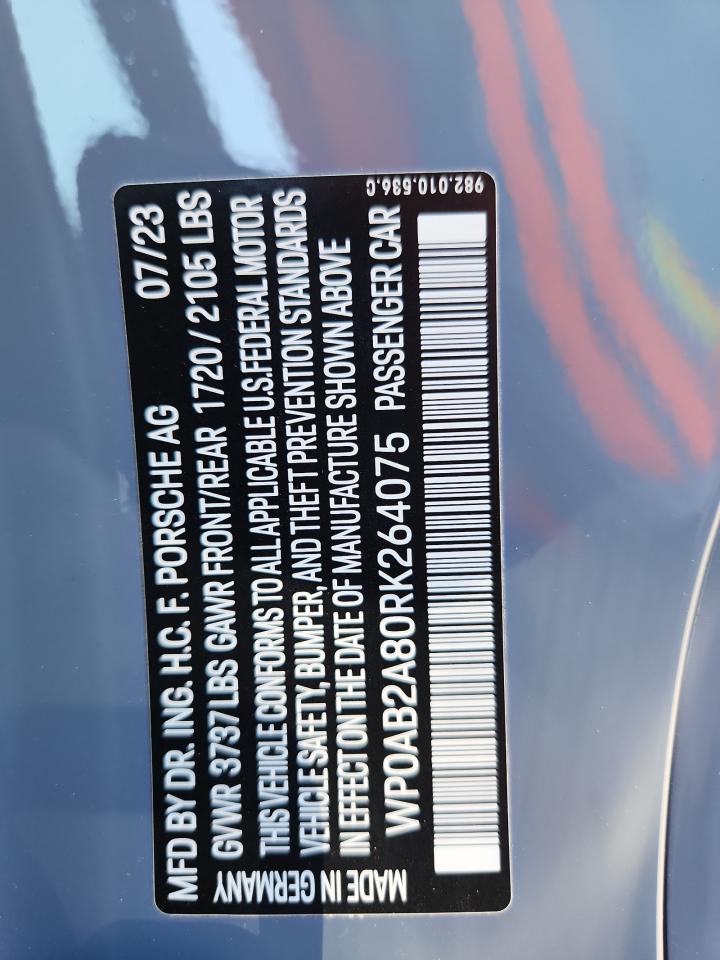 MFD BY DR. ING. H.C. F. PORSCHE AG 07/23
GVWR 3737 LBS GAWR FRONT/REAR 1720 / 2105 LBS
THIS VEHICLE CONFORMS TO ALL APPLICABLE U.S. FEDERAL MOTOR
VEHICLE SAFETY, BUMPER, AND THEFT PREVENTION STANDARDS
IN EFFECT ON THE DATE OF MANUFACTURE SHOWN ABOVE
WP0AB2A80RK264075 PASSENGER CAR
MADE IN GERMANY
982.010.536.C